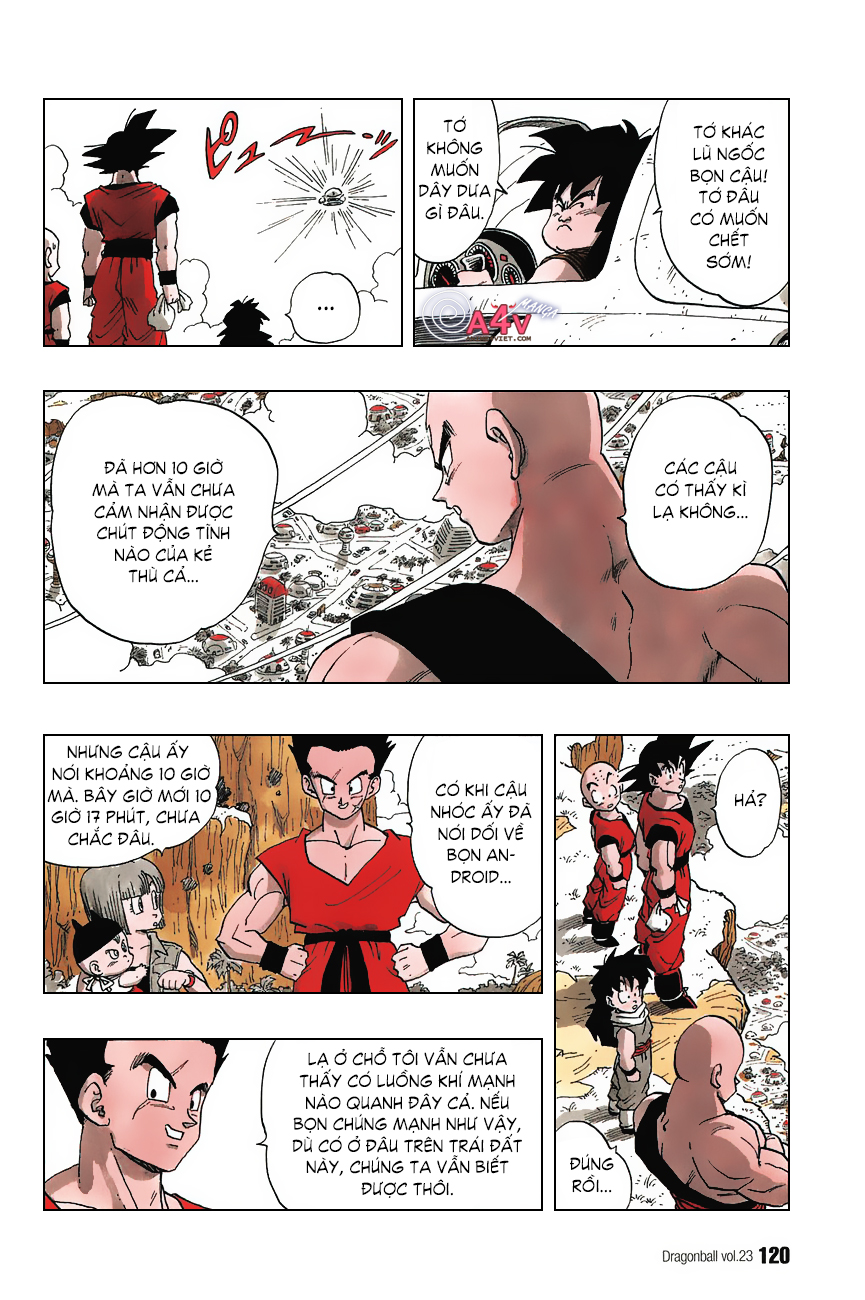 TỚ KHÁC
LŨ NGỐC
BỌN CẬU!
TỚ ĐÂU
CÓ MUỐN
CHẾT
SỚM!
TỚ
KHÔNG
MUỐN
DÂY DƯA
GÌ ĐÂU.
MANGA
A4V
ピュー
...
CÁC CẬU
CÓ THẤY KÌ
LẠ KHÔNG...
ĐÃ HƠN 10 GIỜ
MÀ TA VẪN CHƯA
CẢM NHẬN ĐƯỢC
CHÚT ĐỘNG TĨNH
NÀO CỦA KẺ
THÙ CẢ...
HẢ?
CÓ KHI CẬU
NHÓC ẤY ĐÃ
NÓI DỐI VỀ
BỌN AN-
DROID...
NHƯNG CẬU ẤY
NÓI KHOẢNG 10 GIỜ
MÀ. BÂY GIỜ MỚI 10
GIỜ 17 PHÚT, CHƯA
CHẮC ĐÂU.
ĐÚNG
RỒI...
LẠ Ở CHỖ TÔI VẪN CHƯA
THẤY CÓ LUỒNG KHÍ MẠNH
NÀO QUANH ĐÂY CẢ. NẾU
BỌN CHÚNG MẠNH NHƯ VẬY,
DÙ CÓ Ở ĐÂU TRÊN TRÁI ĐẤT
NÀY, CHÚNG TA VẪN BIẾT
ĐƯỢC THÔI.
Dragonball vol.23 120